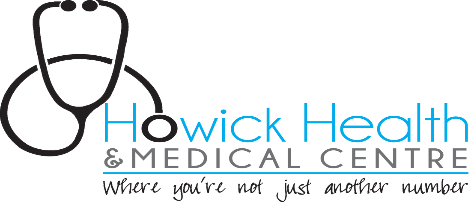 Howick Health
& MEDICAL CENTRE
Where you're not just another number